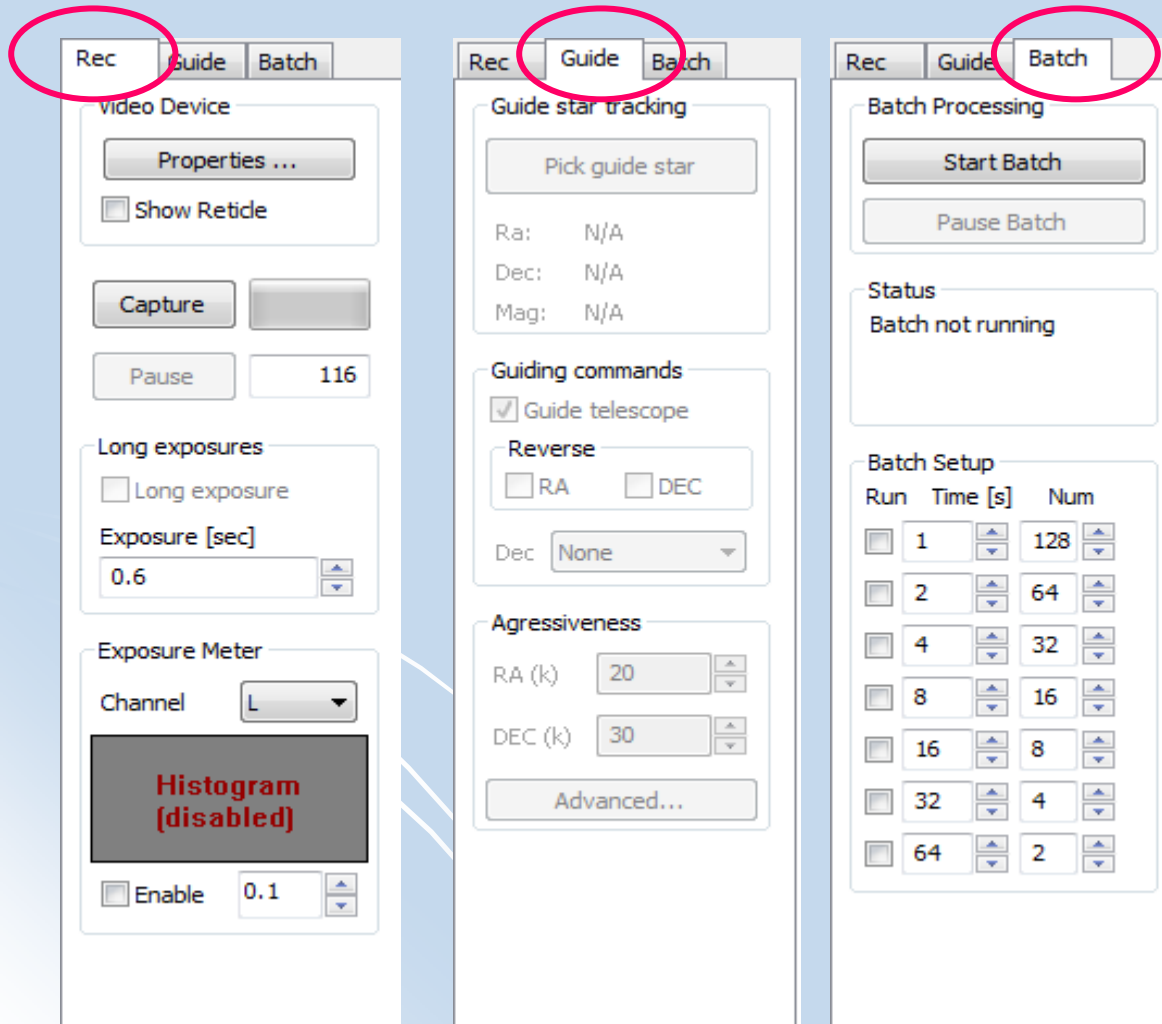 Rec Guide Batch
Video Device
Properties ...
Show Reticle
Capture
Pause 116
Long exposures
Long exposure
Exposure [sec]
0.6
Exposure Meter
Channel L
Histogram
(disabled)
Enable 0.1
Rec Guide Batch
Guide star tracking
Pick guide star
Ra: N/A
Dec: N/A
Mag: N/A
Guiding commands
Guide telescope
Reverse
RA DEC
Dec None
Agressiveness
RA (k) 20
DEC (k) 30
Advanced...
Rec Guide Batch
Batch Processing
Start Batch
Pause Batch
Status
Batch not running
Batch Setup
Run Time [s] Num
1 128
2 64
4 32
8 16
16 8
32 4
64 2